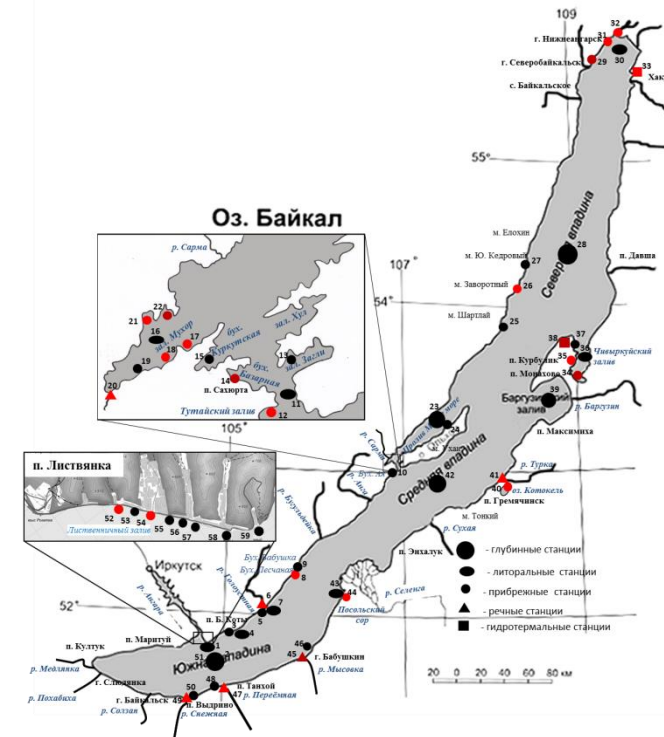 109
32
31
г. Нижнеангарск
30
г. Северобайкальск
29
33
Хак
с. Байкальское
55°
Оз. Байкал
р. Сарма
22
21
16
зал. Мухор
17
18
19
20
бух.
Куркутская
15
зал. Хул
13
зал. Загли
бух.
Базарная
14
п. Сахюрта
11
12
Тутайский залив
м. Елохин
м. Ю. Кедровый
27
28
Северная впадина
п. Давша
107
54°
м. Заворотный
26
м. Шартлай
25
38
37
36
Чивыркуйский
залив
п. Курбулик
35
п. Монахово
34
39
Баргузинский
залив
р. Баргузин
п. Максимиха
23
24
105
р. Сарма
10
Средняя впадина
42
р. Турка
41
40
п. Гремячинск
оз. Котокель
м. Тонкий
р. Сухая
п. Энхалук
п. Листвянка
52
53
54
55
56
57
58
59
Лиственничный залив
р. Бугульдейка
Бух. Бабушка
9
Бух. Песчаная
8
р. Голоустная
Иркутск
р. Ангара
6
5
7
52°
п. Б. Коты
3
4
43
44
р. Селенга
Посольский
сор
п. Маритуй
п. Култук
1
51
Южная впадина
46
45
г. Бабушкин
р. Мысовка
р. Медлянка
г. Слюдянка
р. Похабиха
г. Байкальск
50
49
48
47
п. Танхой
р. Переёмная
п. Выдрино
р. Снежная
р. Солзан
- глубинные станции
- литоральные станции
- прибрежные станции
- речные станции
- гидротермальные станции
20 0 20 40 60 80 км